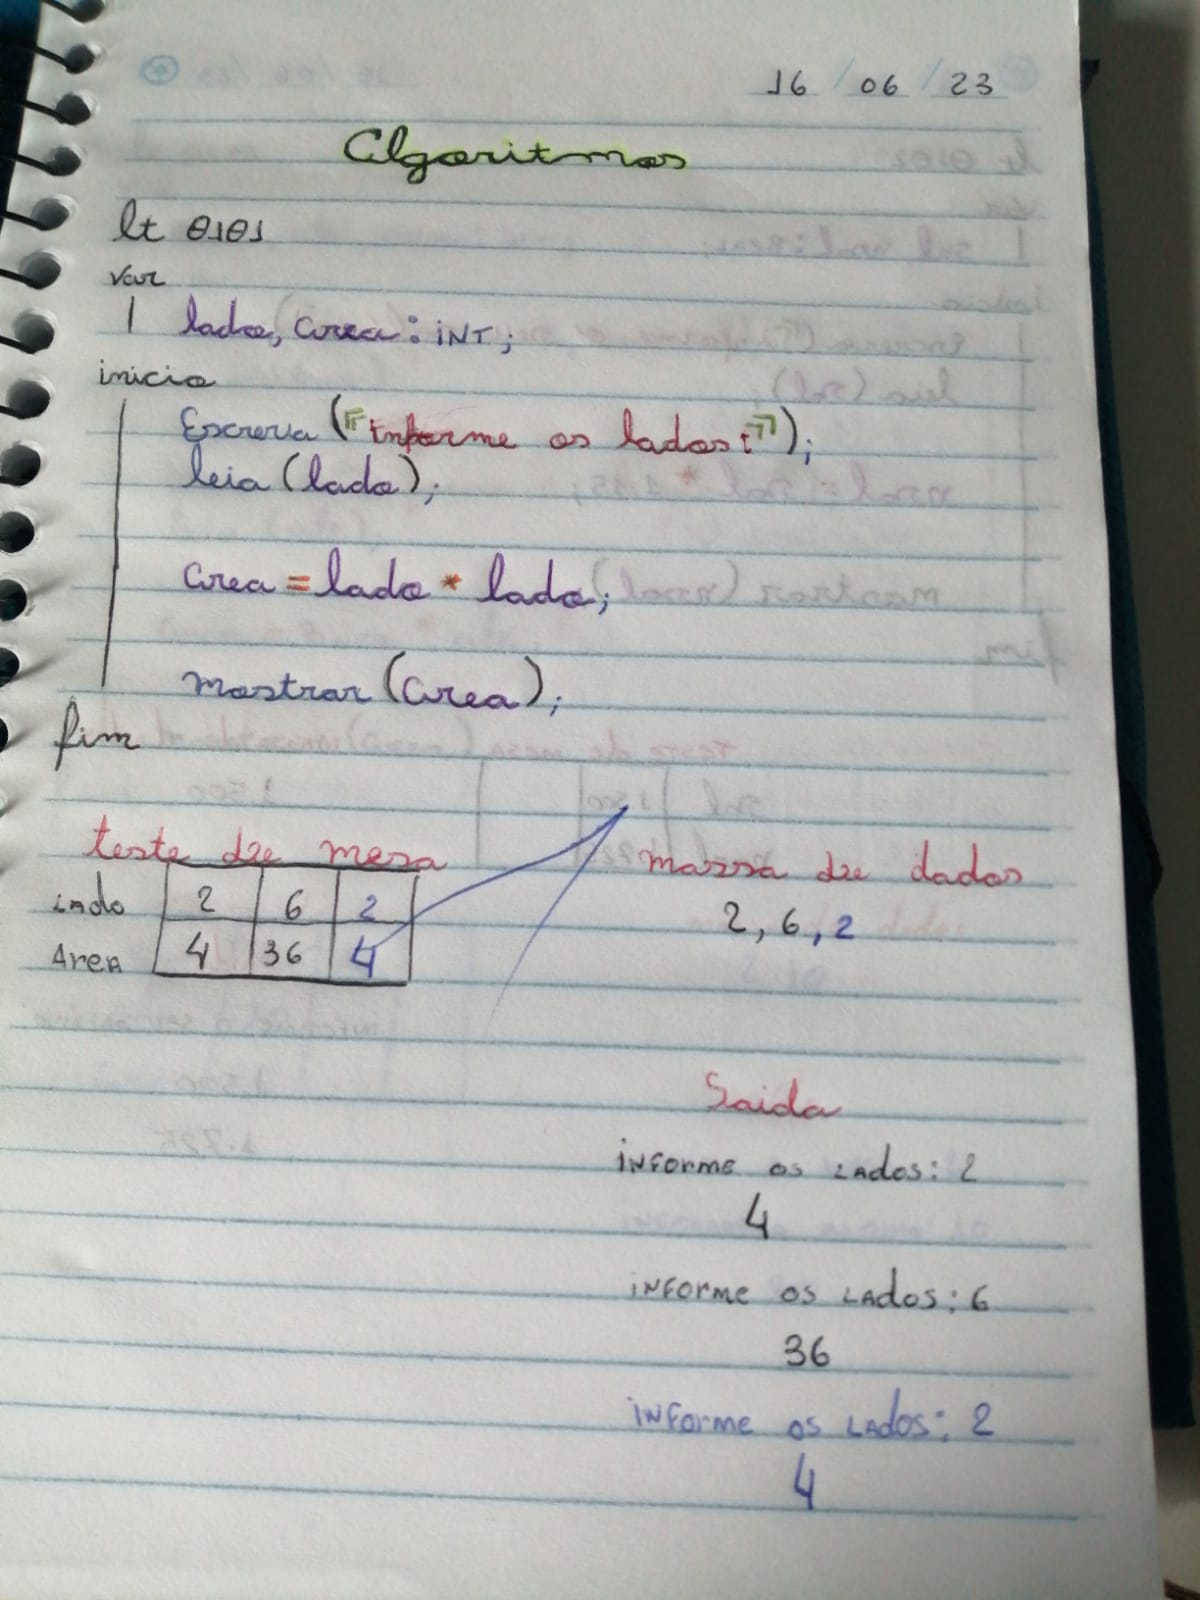 16/06/23
Algoritmos
lt 0101
var
lado, area: iNT;
inicio
Escreva ("informe os lados:");
leia (lado);
area = lado * lado;
mostrar (area);
fim
teste de mesa
massa de dados
Lado 2 6 2
2, 6, 2
Area 4 36 4
Saida
iNForme os Lados: 2
4
iNForme os Lados: 6
36
iNForme os Lados: 2
4